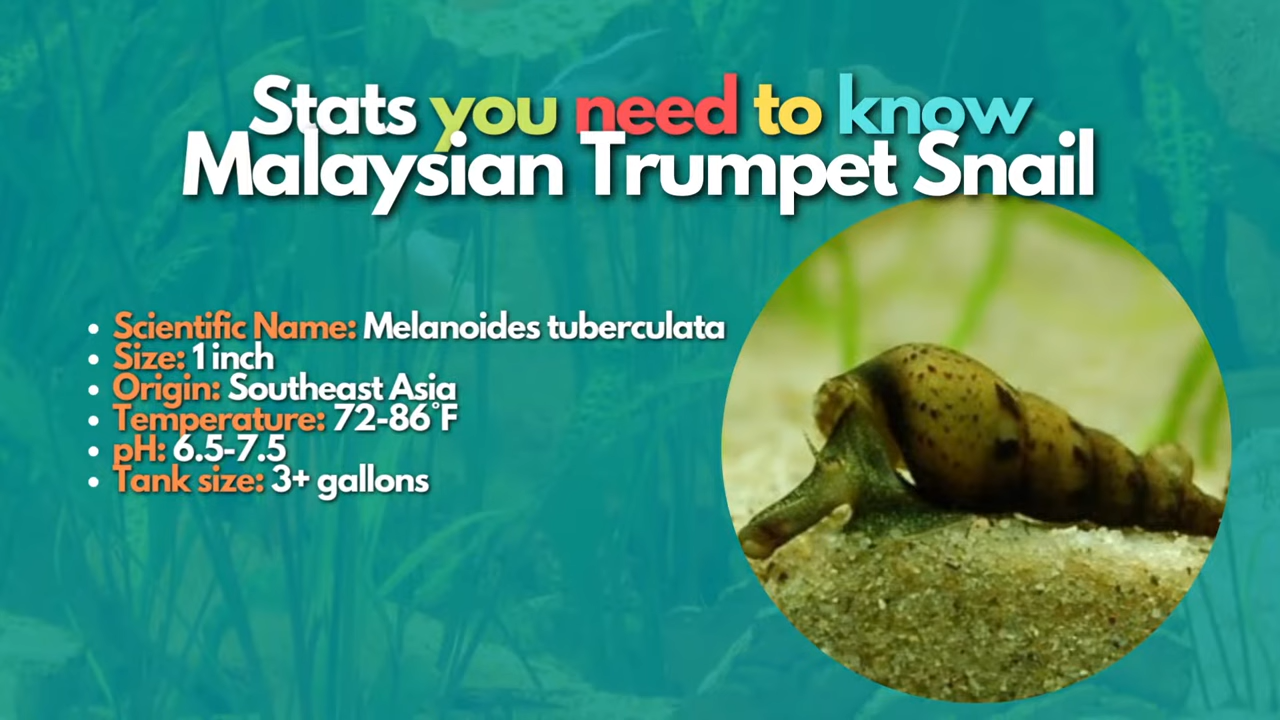 Stats you need to know
Malaysian Trumpet Snail
• Scientific Name: Melanoides tuberculata
• Size: 1 inch
• Origin: Southeast Asia
• Temperature: 72-86°F
• pH: 6.5-7.5
• Tank size: 3+ gallons